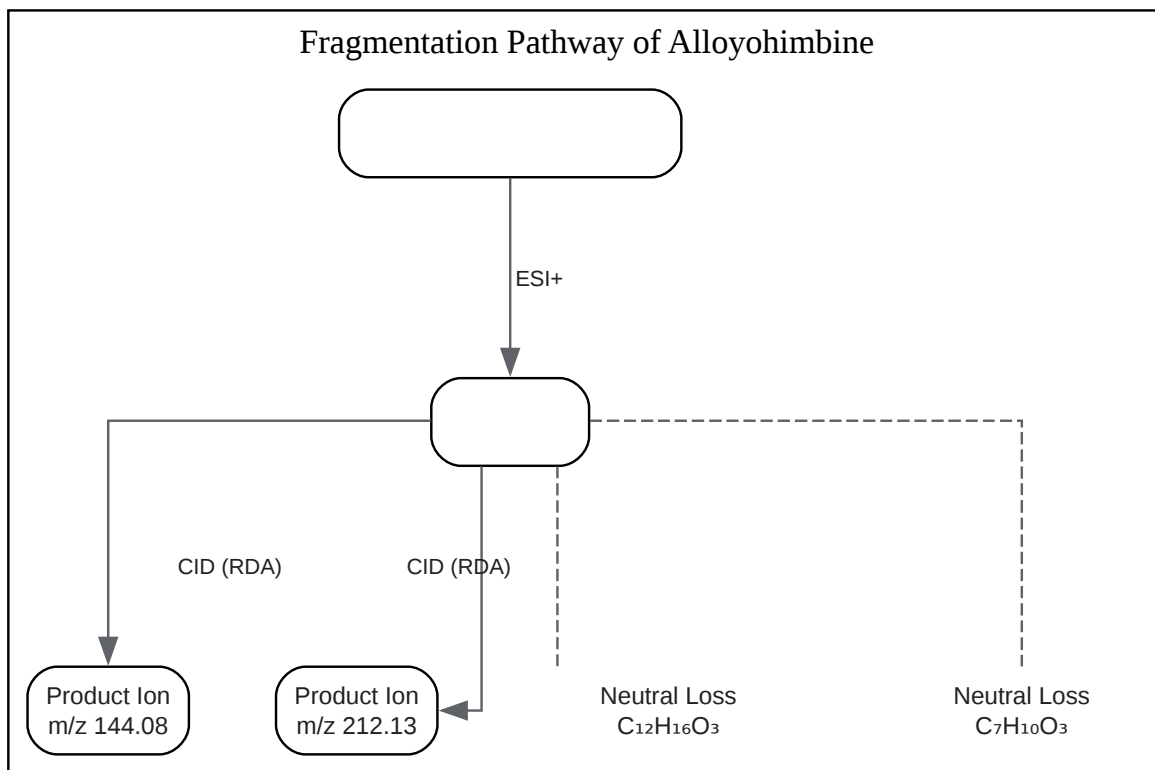 Fragmentation Pathway of Alloyohimbine
ESI+
CID (RDA)
CID (RDA)
Product Ion
m/z 144.08
Product Ion
m/z 212.13
Neutral Loss
C₁₂H₁₆O₃
Neutral Loss
C₇H₁₀O₃